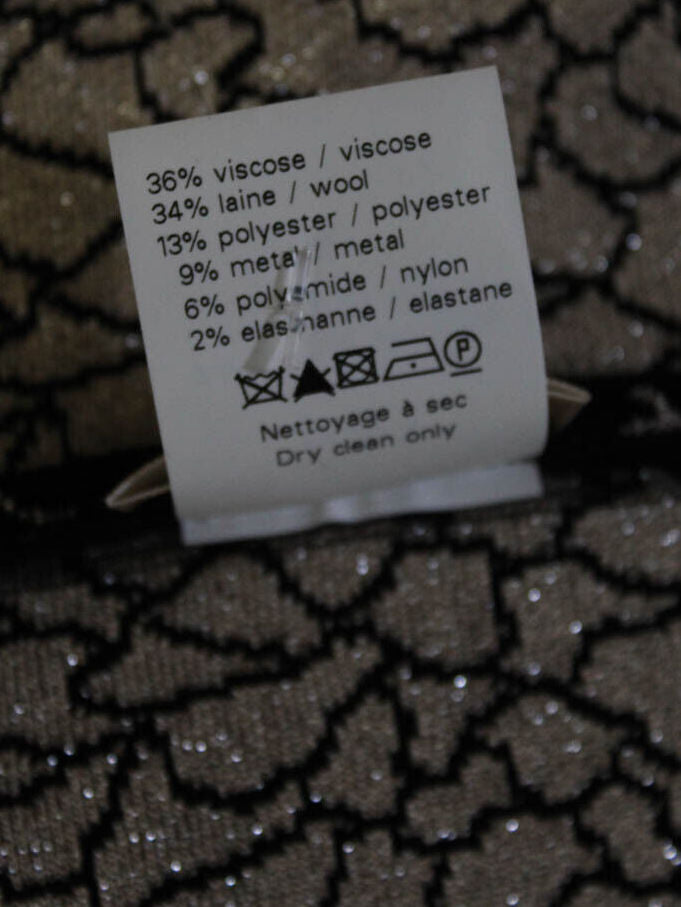 36% viscose / viscose
34% laine / wool
13% polyester / polyester
9% metal / metal
6% polyamide / nylon
2% elasthanne / elastane
P
Nettoyage à sec
Dry clean only